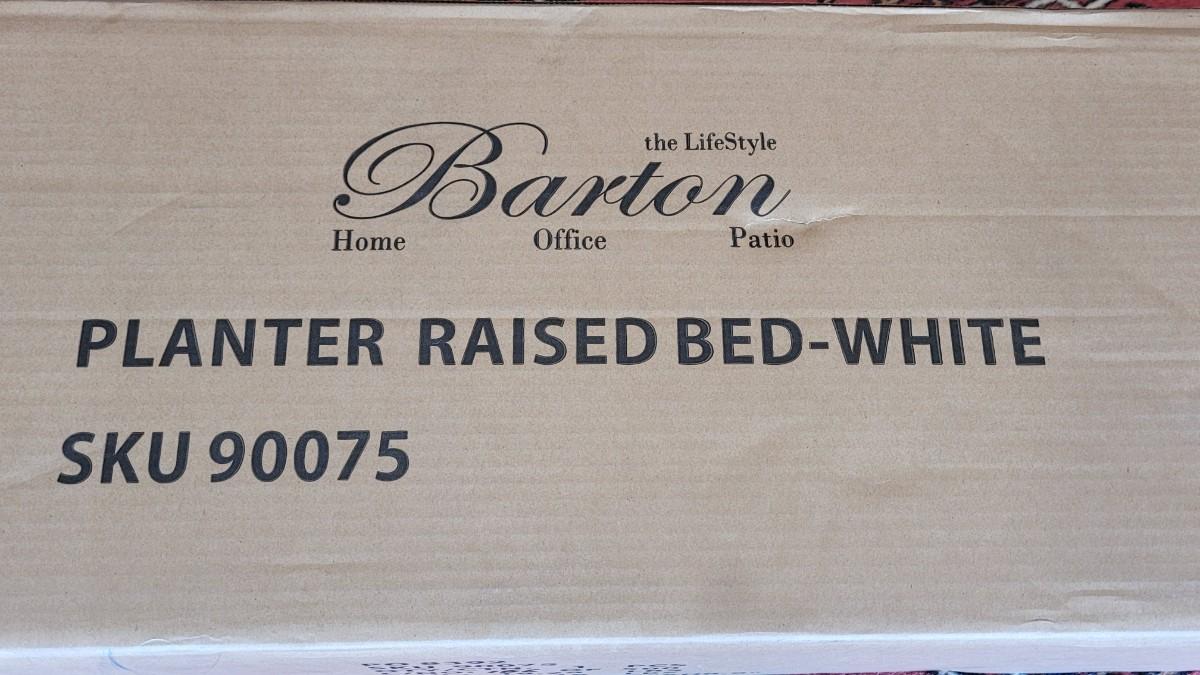 the LifeStyle
Barton
Home Office Patio
PLANTER RAISED BED-WHITE
SKU 90075